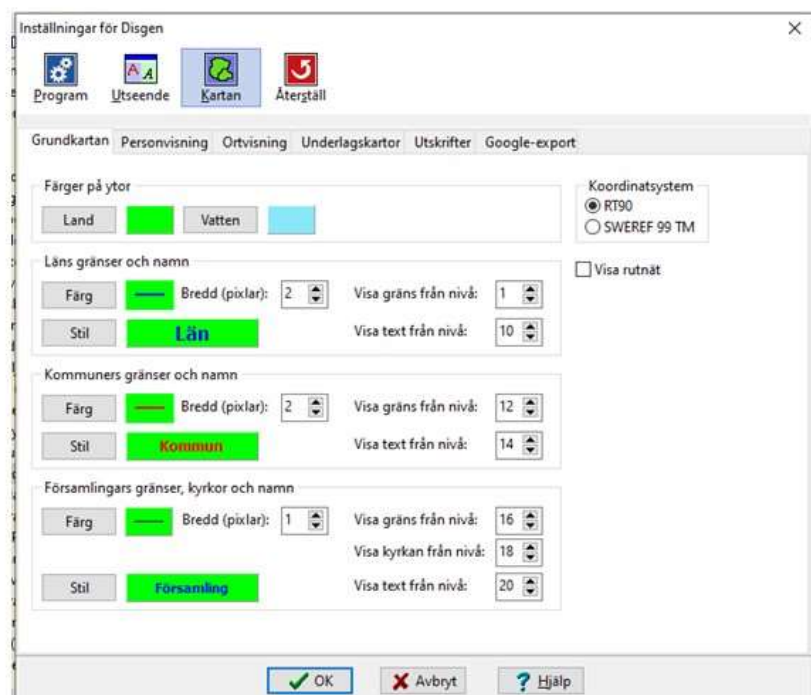 Inställningar för Disgen
Program Utseende Kartan Återställ
Grundkartan Personvisning Ortvisning Underlagskartor Utskrifter Google-export
Färger på ytor
Land Vatten
Koordinatsystem
RT90
SWEREF 99 TM
Visa rutnät
Läns gränser och namn
Färg Bredd (pixlar): 2 Visa gräns från nivå: 1
Stil Län Visa text från nivå: 10
Kommuners gränser och namn
Färg Bredd (pixlar): 2 Visa gräns från nivå: 12
Stil Kommun Visa text från nivå: 14
Församlingars gränser, kyrkor och namn
Färg Bredd (pixlar): 1 Visa gräns från nivå: 16
Visa kyrkan från nivå: 18
Stil Församling Visa text från nivå: 20
OK Avbryt Hjälp